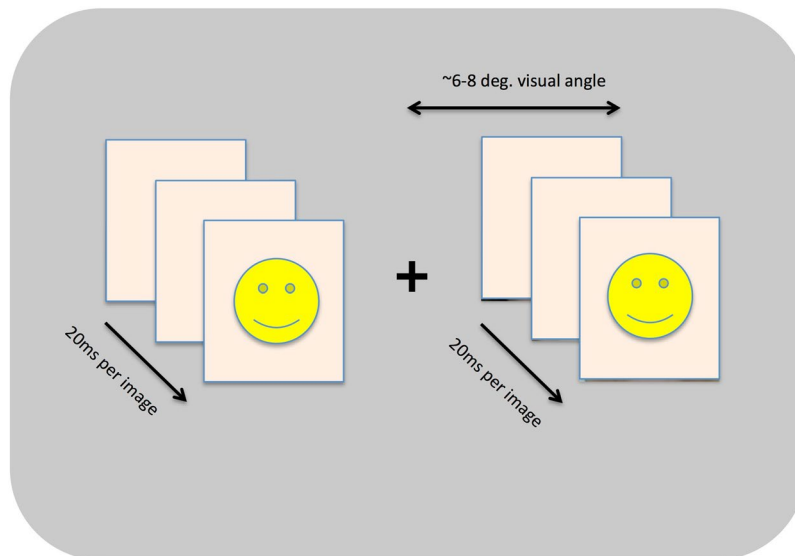 ~6-8 deg. visual angle
+
20ms per image
20ms per image